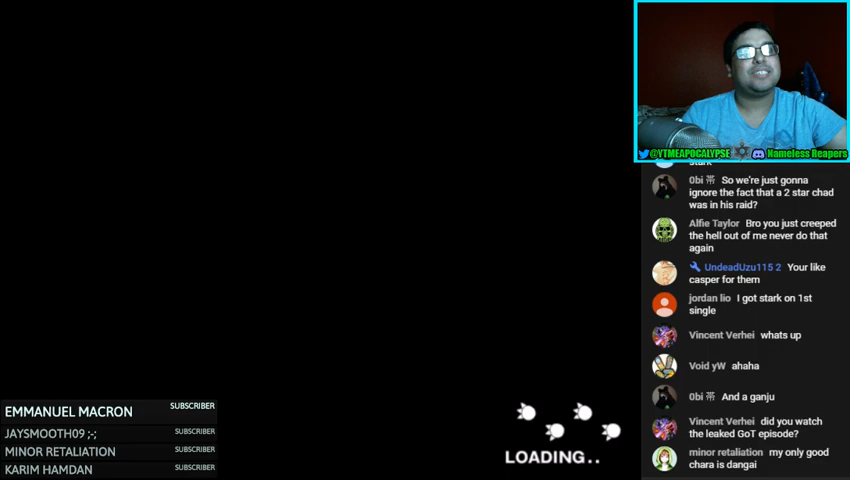 @YTMEAPOCALYPSE Nameless Reapers
stark
0bi 帯 So we're just gonna
ignore the fact that a 2 star chad
was in his raid?
Alfie Taylor Bro you just creeped
the hell out of me never do that
again
UndeadUzu115 2 Your like
casper for them
jordan lio I got stark on 1st
single
Vincent Verhei whats up
Void yW ahaha
0bi 帯 And a ganju
Vincent Verhei did you watch
the leaked GoT episode?
minor retaliation my only good
chara is dangai
EMMANUEL MACRON SUBSCRIBER
JAYSMOOTH09 ;-; SUBSCRIBER
MINOR RETALIATION SUBSCRIBER
KARIM HAMDAN SUBSCRIBER
LOADING..